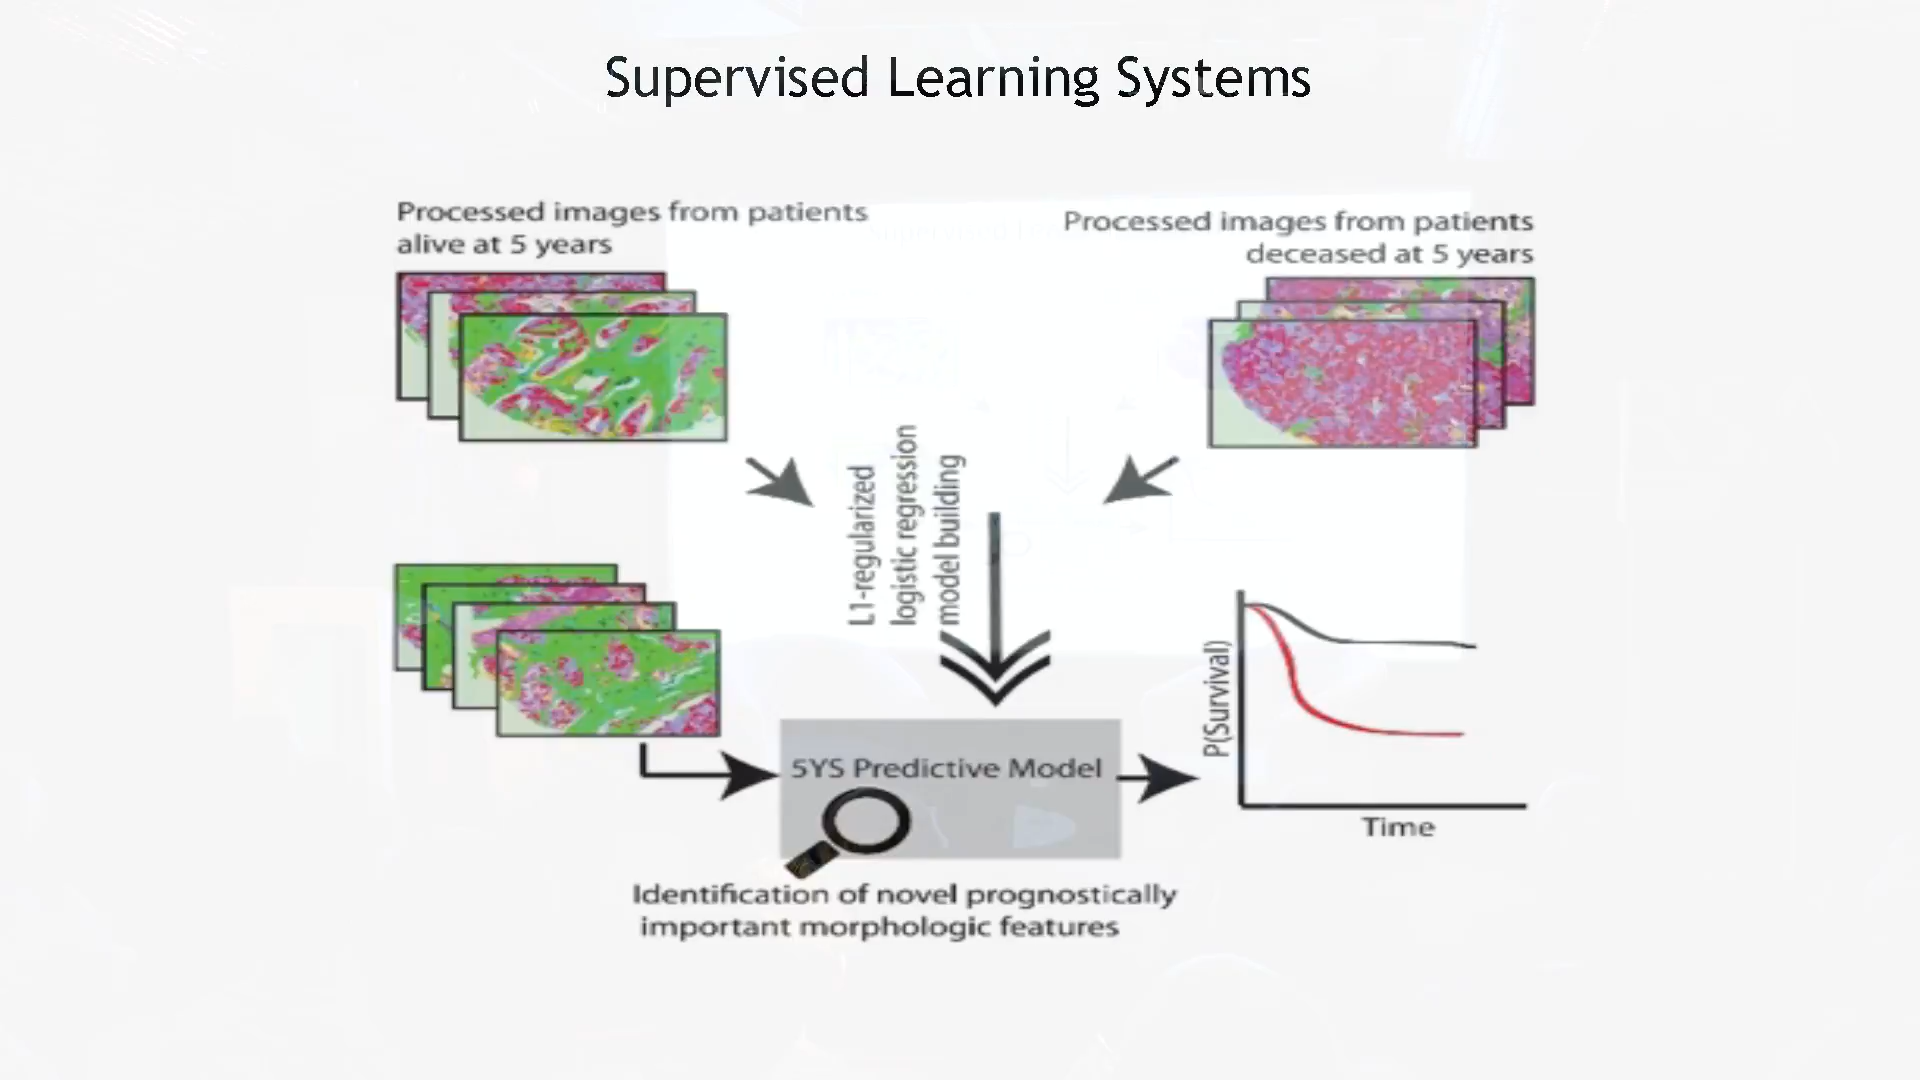 Supervised Learning Systems
Processed images from patients
alive at 5 years
Processed images from patients
deceased at 5 years
L1-regularized
logistic regression
model building
5YS Predictive Model
P(Survival)
Time
Identification of novel prognostically
important morphologic features